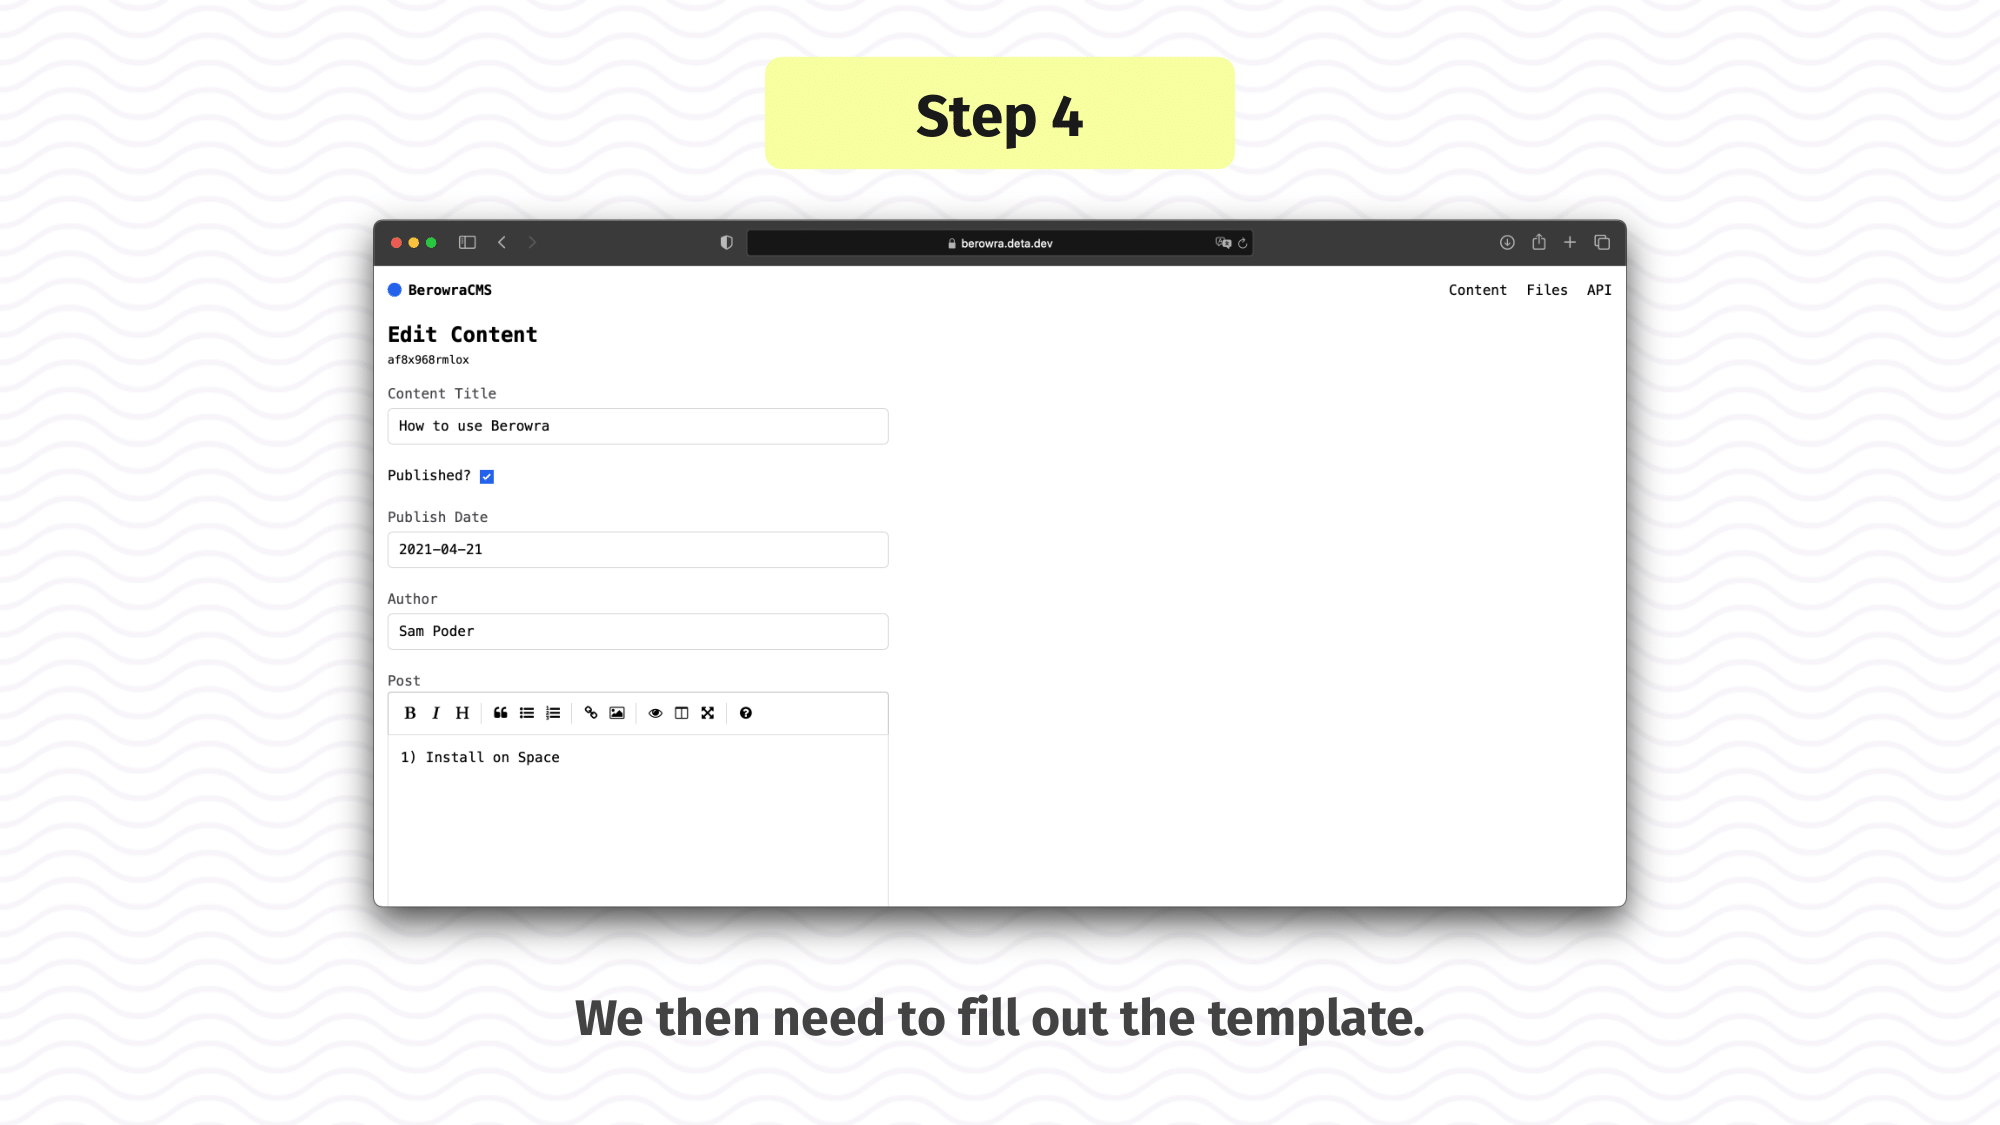 Step 4
berowra.deta.dev
BerowraCMS
Content Files API
Edit Content
af8x968rmlox
Content Title
How to use Berowra
Published?
Publish Date
2021-04-21
Author
Sam Poder
Post
B I H
1) Install on Space
We then need to fill out the template.